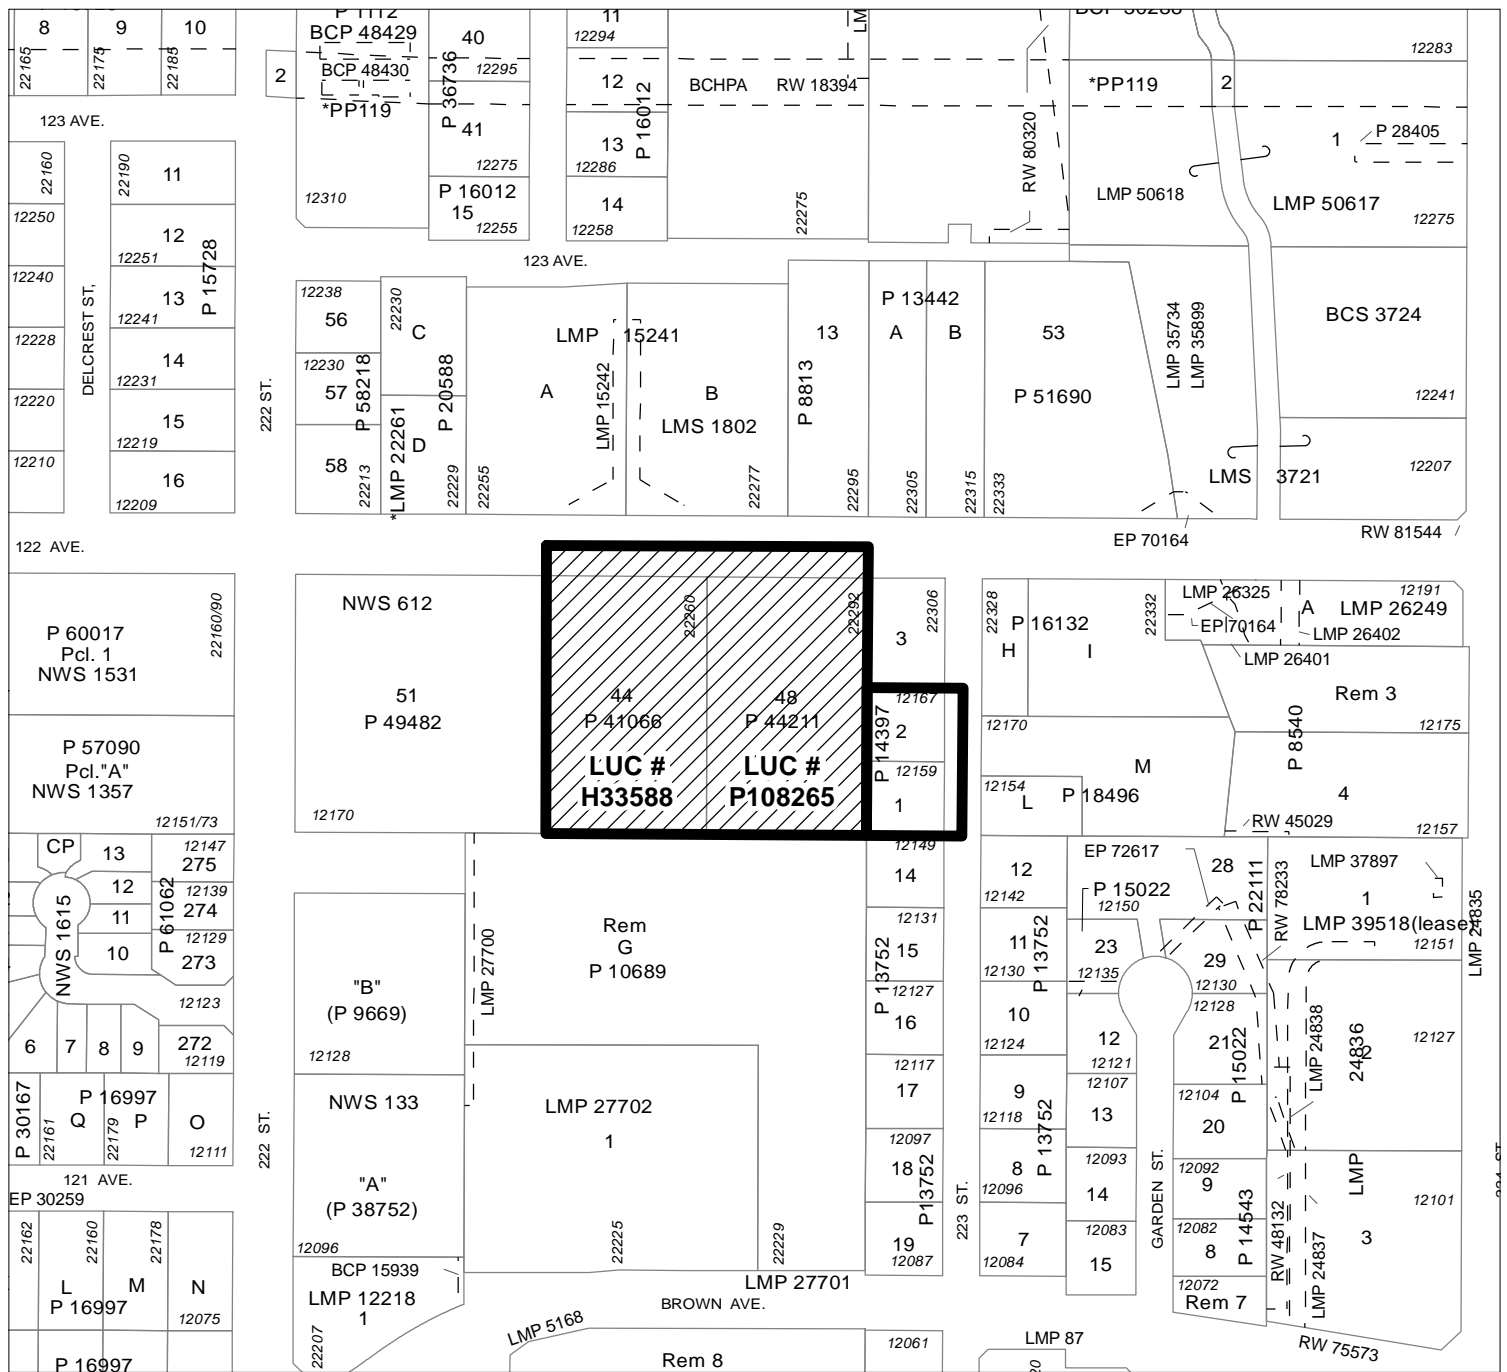 8
9
10
22165
22175
22185
2
P 1112
BCP 48429
BCP 48430
*PP119
12310
40
12295
P 36736
41
12275
P 16012
15
12255
11
12294
12
P 16012
13
12286
14
12258
BCHPA
RW 18394
22275
RW 80320
*PP119
2
12283
1
P 28405
LMP 50618
LMP 50617
12275
123 AVE.
22160
22190
11
12250
12
12251
P 15728
12240
13
12241
DELCREST ST,
12228
14
12231
12220
15
12219
12210
16
12209
222 ST.
123 AVE.
12238
56
12230
57
P 58218
58
22213
22230
C
P 20588
*LMP 22261
D
22229
22255
A
LMP 15241
LMP 15242
B
LMS 1802
22277
13
P 8813
22295
P 13442
A
B
22305
22315
22333
53
P 51690
LMP 35734
LMP 35899
BCS 3724
12241
LMS 3721
12207
EP 70164
RW 81544
122 AVE.
P 60017
Pcl. 1
NWS 1531
22160/90
P 57090
Pcl."A"
NWS 1357
12151/73
NWS 612
51
P 49482
12170
22260
44
P 41066
LUC #
H33588
22292
48
P 44211
LUC #
P108265
22306
3
12167
2
P 14397
12159
1
22328
H
P 16132
I
22332
12170
M
12154
L
P 18496
LMP 26325
EP 70164
A
12191
LMP 26249
LMP 26402
LMP 26401
Rem 3
12175
P 8540
4
RW 45029
12157
CP
13
12147
275
12
12139
274
11
P 61062
10
12129
273
NWS 1615
12123
6
7
8
9
272
12119
P 30167
P 16997
Q
P
O
22161
22179
12111
121 AVE.
EP 30259
22162
22160
22178
L
M
N
P 16997
12075
P 16997
222 ST.
"B"
(P 9669)
12128
NWS 133
"A"
(P 38752)
12096
LMP 27700
Rem
G
P 10689
LMP 27702
1
22225
22229
BCP 15939
LMP 12218
1
22207
LMP 27701
BROWN AVE.
LMP 5168
Rem 8
12149
14
12131
15
P 13752
12127
16
12117
17
12097
18
P13752
19
12087
12061
223 ST.
12
12142
11
P 13752
12130
10
12124
9
12118
P 13752
8
12096
7
12084
LMP 87
EP 72617
P 15022
12150
28
P 22111
RW 78233
23
12135
29
12130
12128
12
12121
21
P 15022
12107
13
12104
20
12093
14
12092
9
P 14543
12083
15
12082
8
12072
Rem 7
GARDEN ST.
LMP 37897
1
LMP 39518(lease)
12151
LMP 24835
LMP 24838
24836
2
12127
LMP
12101
3
RW 48132
LMP 24837
RW 75573